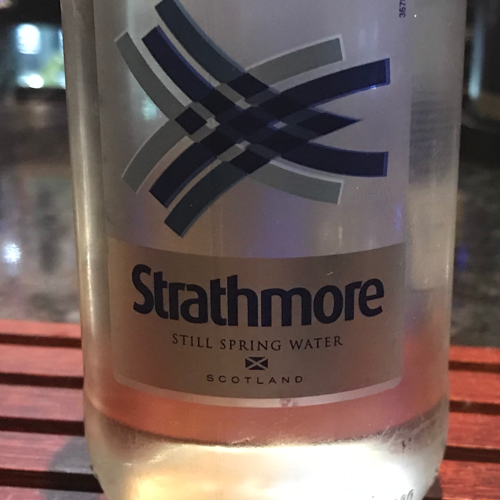 Strathmore
STILL SPRING WATER
SCOTLAND